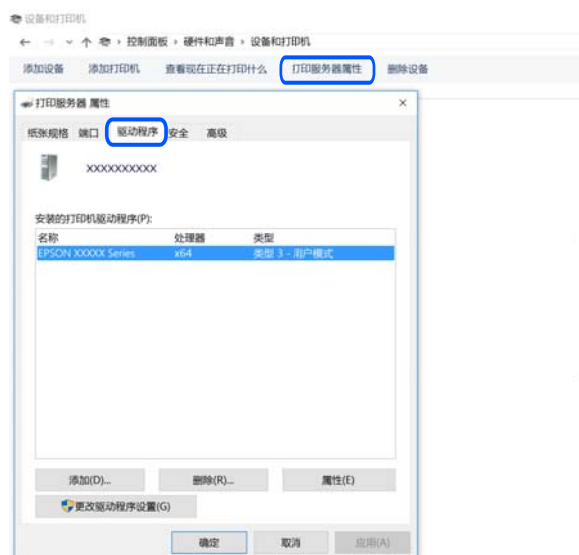 设备和打印机
控制面板 › 硬件和声音 › 设备和打印机
添加设备 添加打印机 查看现在正在打印什么 打印服务器属性 删除设备
打印服务器 属性
纸张规格 端口 驱动程序 安全 高级
XXXXXXXXXX
安装的打印机驱动程序(P):
名称 处理器 类型
EPSON XXXXX Series x64 类型 3 - 用户模式
添加(D)... 删除(R)... 属性(E)
更改驱动程序设置(G)
确定 取消 应用(A)